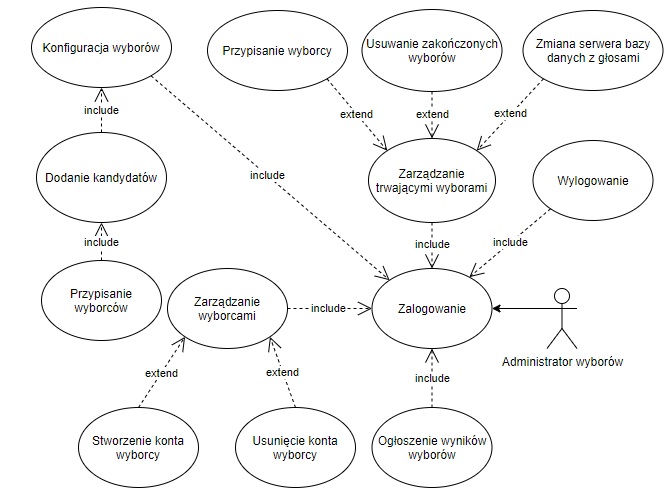 Konfiguracja wyborów
Przypisanie wyborcy
Usuwanie zakończonych
wyborów
Zmiana serwera bazy
danych z głosami
include
extend
extend
extend
Dodanie kandydatów
include
Zarządzanie
trwającymi wyborami
Wylogowanie
include
include
include
Przypisanie
wyborców
Zarządzanie
wyborcami
include
Zalogowanie
Administrator wyborów
extend
extend
include
Stworzenie konta
wyborcy
Usunięcie konta
wyborcy
Ogłoszenie wyników
wyborów